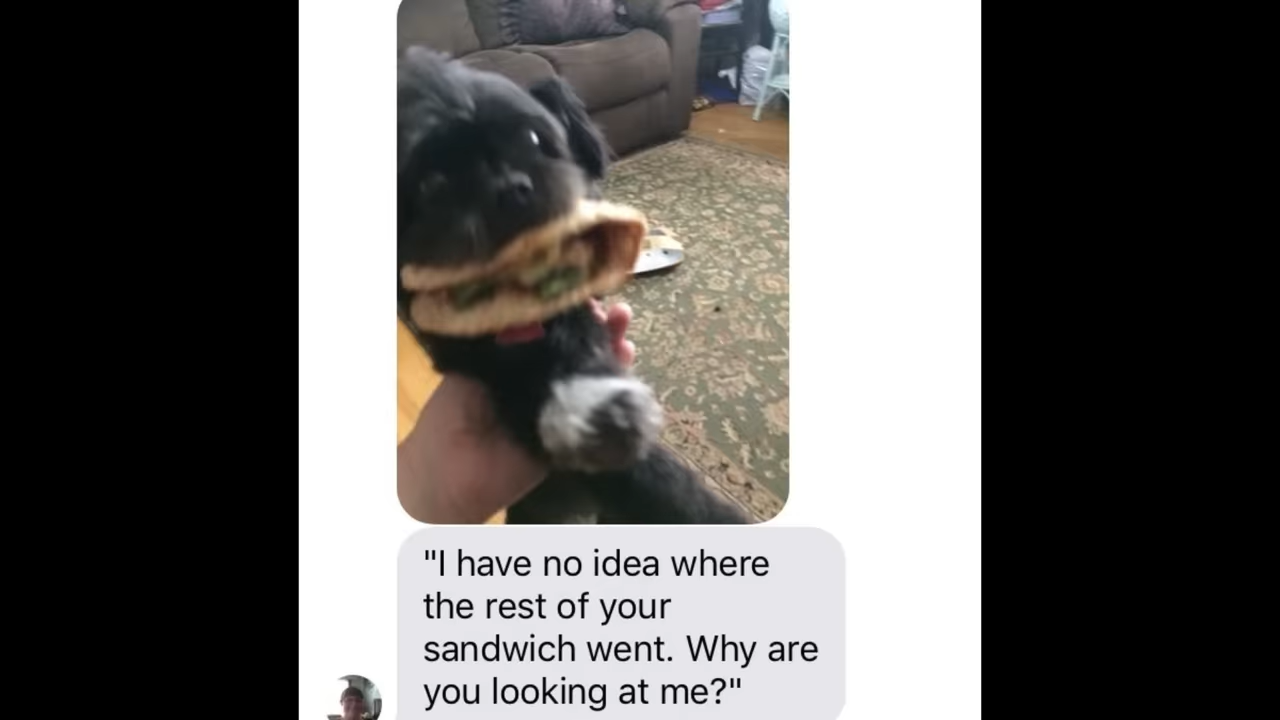 "I have no idea where
the rest of your
sandwich went. Why are
you looking at me?"